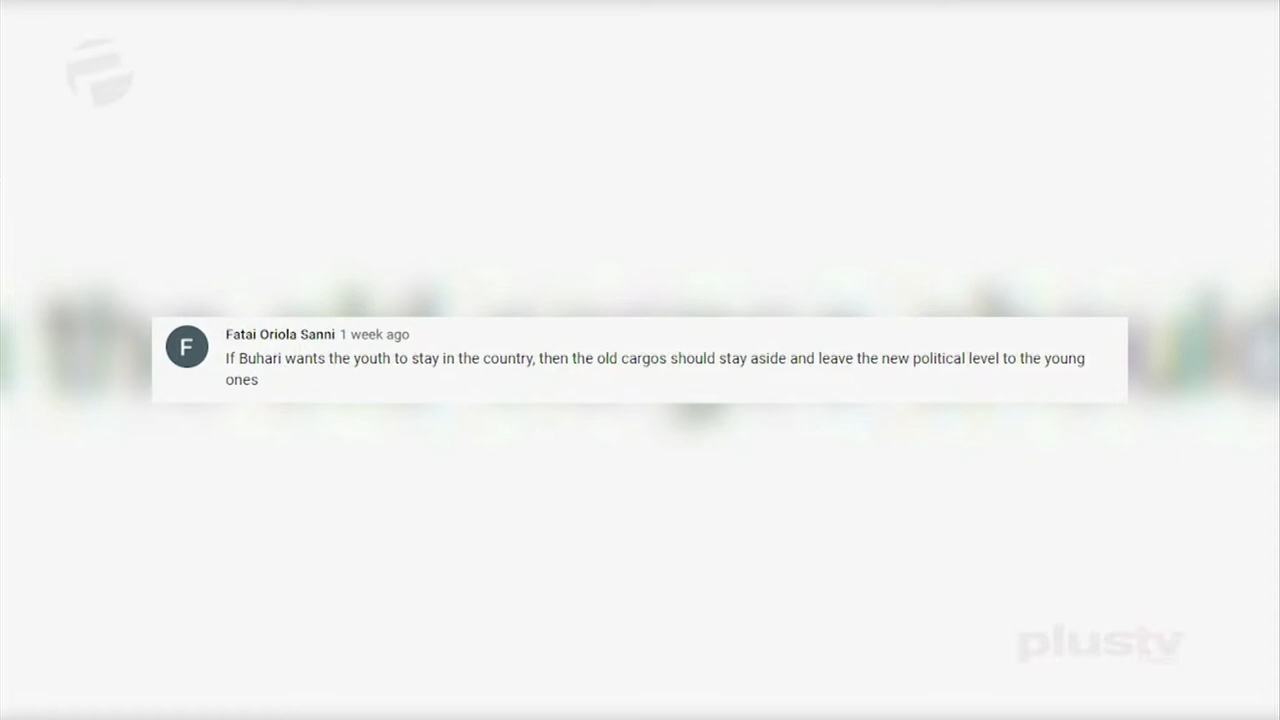 Fatai Oriola Sanni 1 week ago
If Buhari wants the youth to stay in the country, then the old cargos should stay aside and leave the new political level to the young
ones
F
plustv